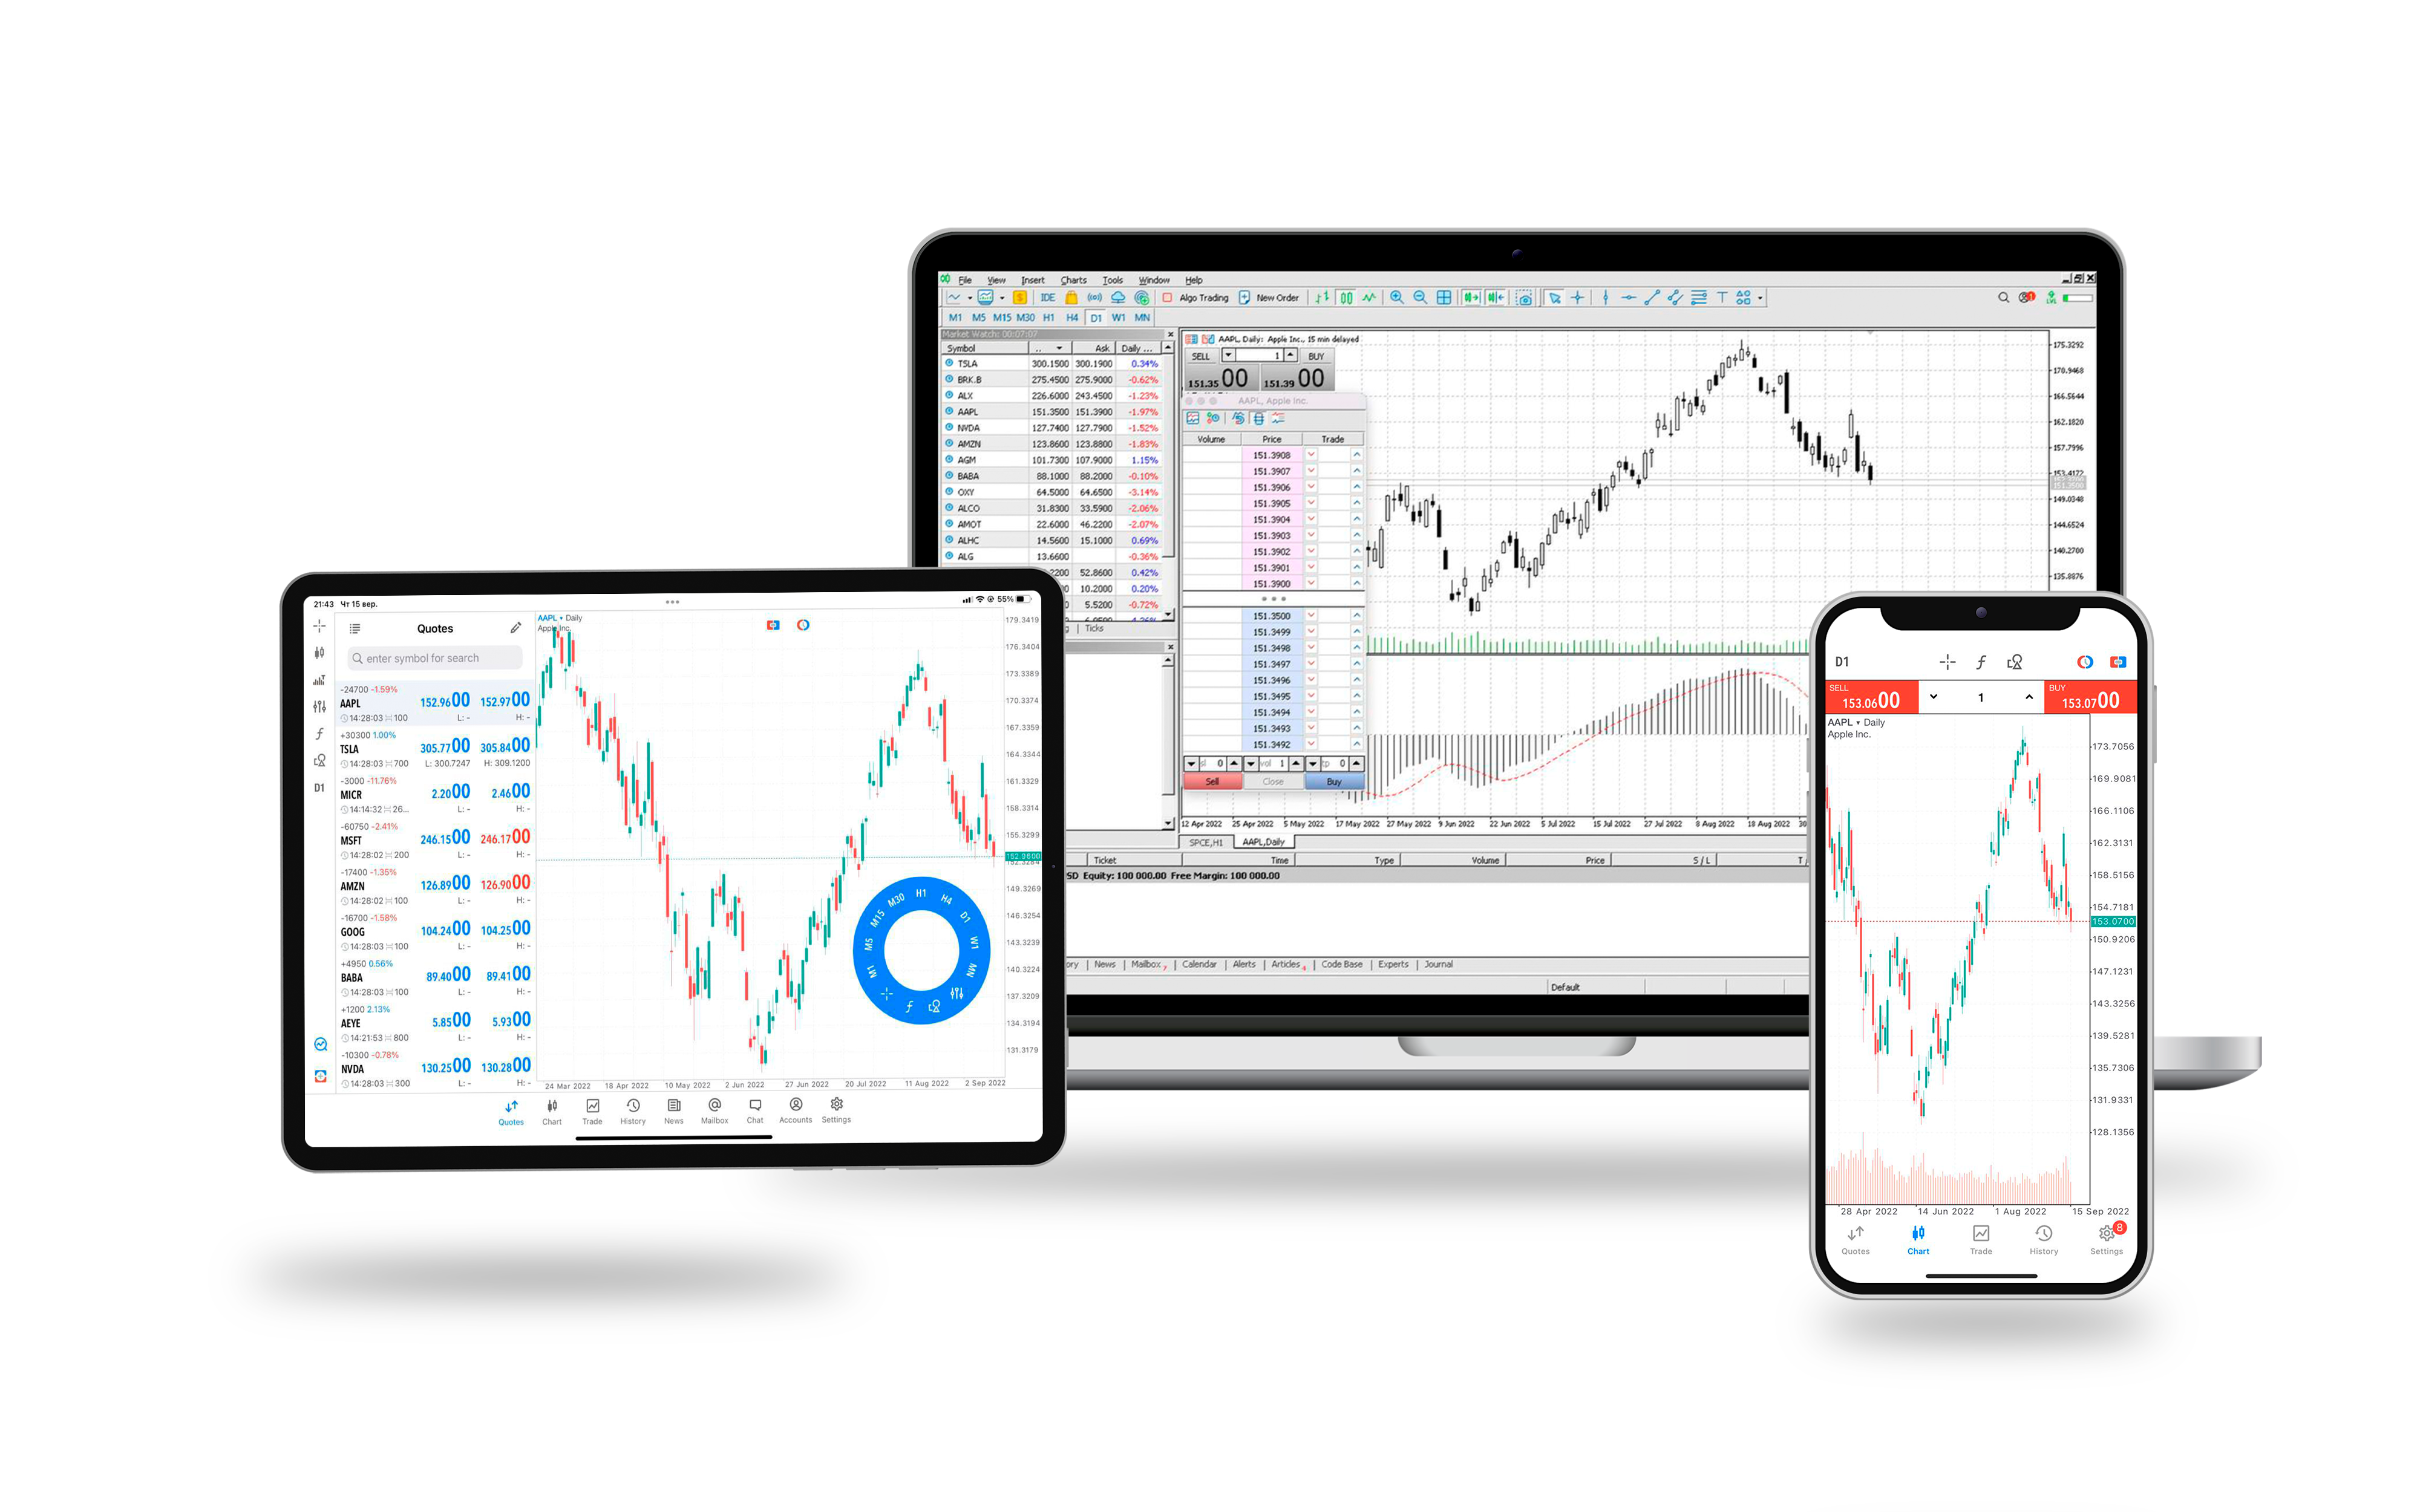 File View Insert Charts Tools Window Help
IDE Algo Trading New Order
M1 M5 M15 M30 H1 H4 D1 W1 MN
Market Watch: 00:07:07
Symbol .. Ask Daily ...
TSLA 300.1500 300.1900 0.34%
BRK.B 275.4500 275.9000 -0.62%
ALX 226.6000 243.4500 -1.23%
AAPL 151.3500 151.3900 -1.97%
NVDA 127.7400 127.7900 -1.52%
AMZN 123.8600 123.8800 -1.83%
AGM 101.7300 107.9000 1.15%
BABA 88.1000 88.2000 -0.10%
OXY 64.5000 64.6500 -3.14%
ALCO 31.8300 33.5900 -2.06%
AMOT 22.6000 46.2200 -2.07%
ALHC 14.5600 15.1000 0.69%
ALG 13.6600 -0.36%
2200 52.8600 0.42%
0 10.2000 0.20%
0 5.5200 -0.72%
Ticks
AAPL, Daily: Apple Inc., 15 min delayed
SELL 1 BUY
151.35 00 151.39 00
AAPL, Apple Inc.
Volume Price Trade
151.3908
151.3907
151.3906
151.3905
151.3904
151.3903
151.3902
151.3901
151.3900
151.3500
151.3499
151.3498
151.3497
151.3496
151.3495
151.3494
151.3493
151.3492
sl 0 vol 1 tp 0
Sell Close Buy
175.3292
170.9468
166.5644
162.1820
157.7996
153.4172
149.0348
144.6524
140.2700
135.8876
12 Apr 2022 25 Apr 2022 5 May 2022 17 May 2022 27 May 2022 9 Jun 2022 22 Jun 2022 5 Jul 2022 15 Jul 2022 27 Jul 2022 8 Aug 2022 18 Aug 2022 30
SPCE,H1 AAPL,Daily
Ticket Time Type Volume Price S / L T
SD Equity: 100 000.00 Free Margin: 100 000.00
ory News Mailbox 7 Calendar Alerts Articles Code Base Experts Journal
Default
21:43 Чт 15 вер. 55%
Quotes
enter symbol for search
-24700 -1.59%
AAPL 152.9600 152.9700
14:28:03 100 L: - H: -
+30300 1.00%
TSLA 305.7700 305.8400
14:28:03 700 L: 300.7247 H: 309.1200
-3000 -11.76%
MICR 2.2000 2.4600
14:14:32 26... L: - H: -
-60750 -2.41%
MSFT 246.1500 246.1700
14:28:02 200 L: - H: -
-17400 -1.35%
AMZN 126.8900 126.9000
14:28:02 100 L: - H: -
-16700 -1.58%
GOOG 104.2400 104.2500
14:28:03 100 L: - H: -
+4950 0.56%
BABA 89.4000 89.4100
14:28:03 100 L: - H: -
+1200 2.13%
AEYE 5.8500 5.9300
14:21:53 800 L: - H: -
-10300 -0.78%
NVDA 130.2500 130.2800
14:28:03 300 L: - H: -
D1
AAPL Daily
Apple Inc.
179.3419
176.3404
173.3389
170.3374
167.3359
164.3344
161.3329
158.3314
155.3299
152.9600
149.3269
146.3254
143.3239
140.3224
137.3209
134.3194
131.3179
M1 M5 M15 M30 H1 H4 D1 W1 MN
24 Mar 2022 18 Apr 2022 10 May 2022 2 Jun 2022 27 Jun 2022 20 Jul 2022 11 Aug 2022 2 Sep 2022
Quotes Chart Trade History News Mailbox Chat Accounts Settings
D1
SELL 153.0600 1 BUY 153.0700
AAPL Daily
Apple Inc.
173.7056
169.9081
166.1106
162.3131
158.5156
154.7181
153.0700
150.9206
147.1231
143.3256
139.5281
135.7306
131.9331
128.1356
28 Apr 2022 14 Jun 2022 1 Aug 2022 15 Sep 2022
8
Quotes Chart Trade History Settings